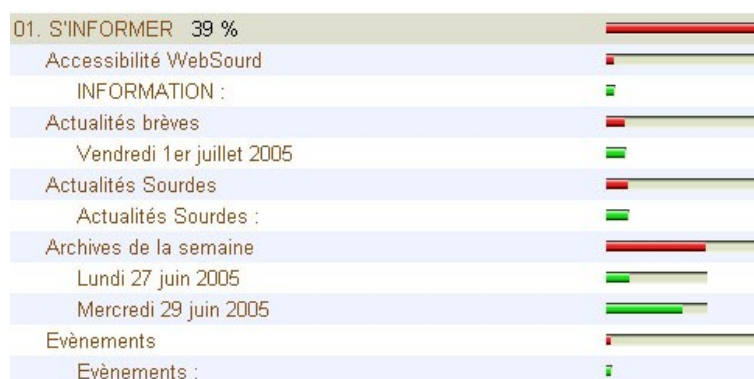 01. S'INFORMER 39 %
Accessibilité WebSourd
INFORMATION :
Actualités brèves
Vendredi 1er juillet 2005
Actualités Sourdes
Actualités Sourdes :
Archives de la semaine
Lundi 27 juin 2005
Mercredi 29 juin 2005
Evènements
Evènements :